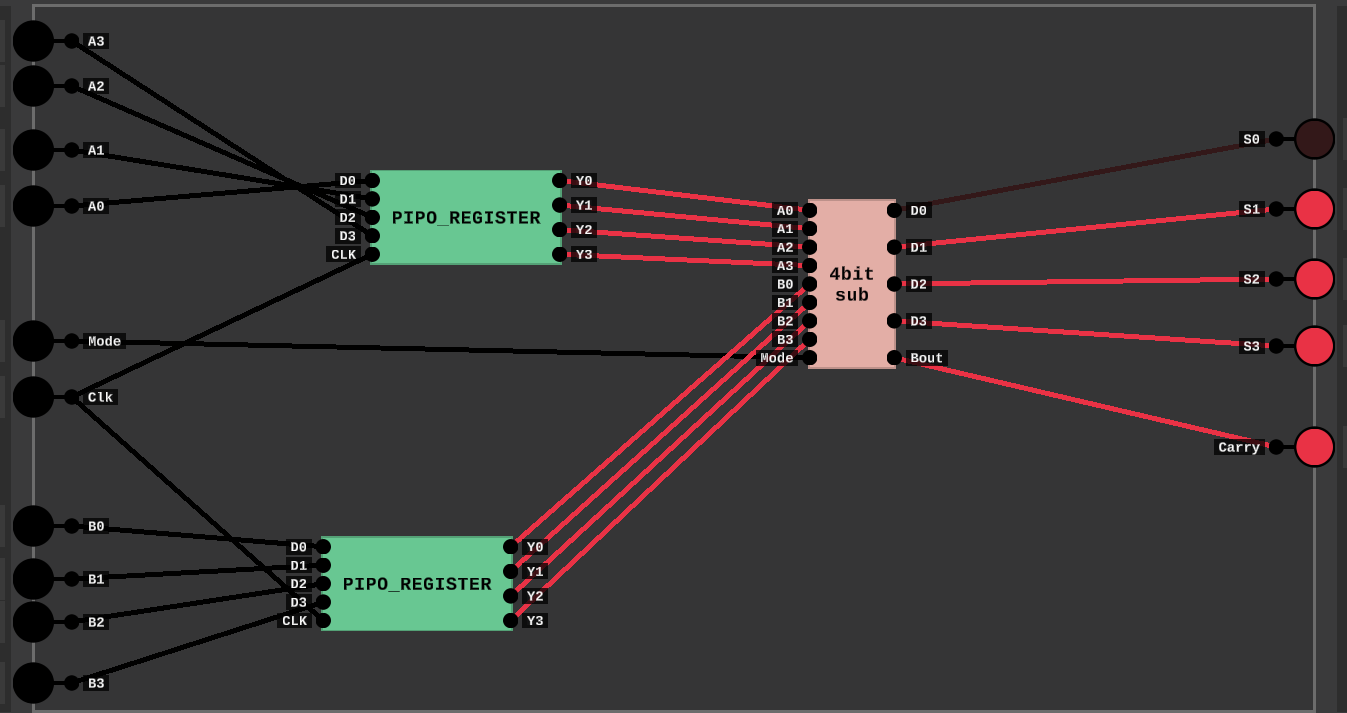 A3
A2
A1
A0
Mode
Clk
B0
B1
B2
B3
D0
D1
D2
D3
CLK
PIPO_REGISTER
Y0
Y1
Y2
Y3
D0
D1
D2
D3
CLK
PIPO_REGISTER
Y0
Y1
Y2
Y3
A0
A1
A2
A3
B0
B1
B2
B3
Mode
4bit
sub
D0
D1
D2
D3
Bout
S0
S1
S2
S3
Carry